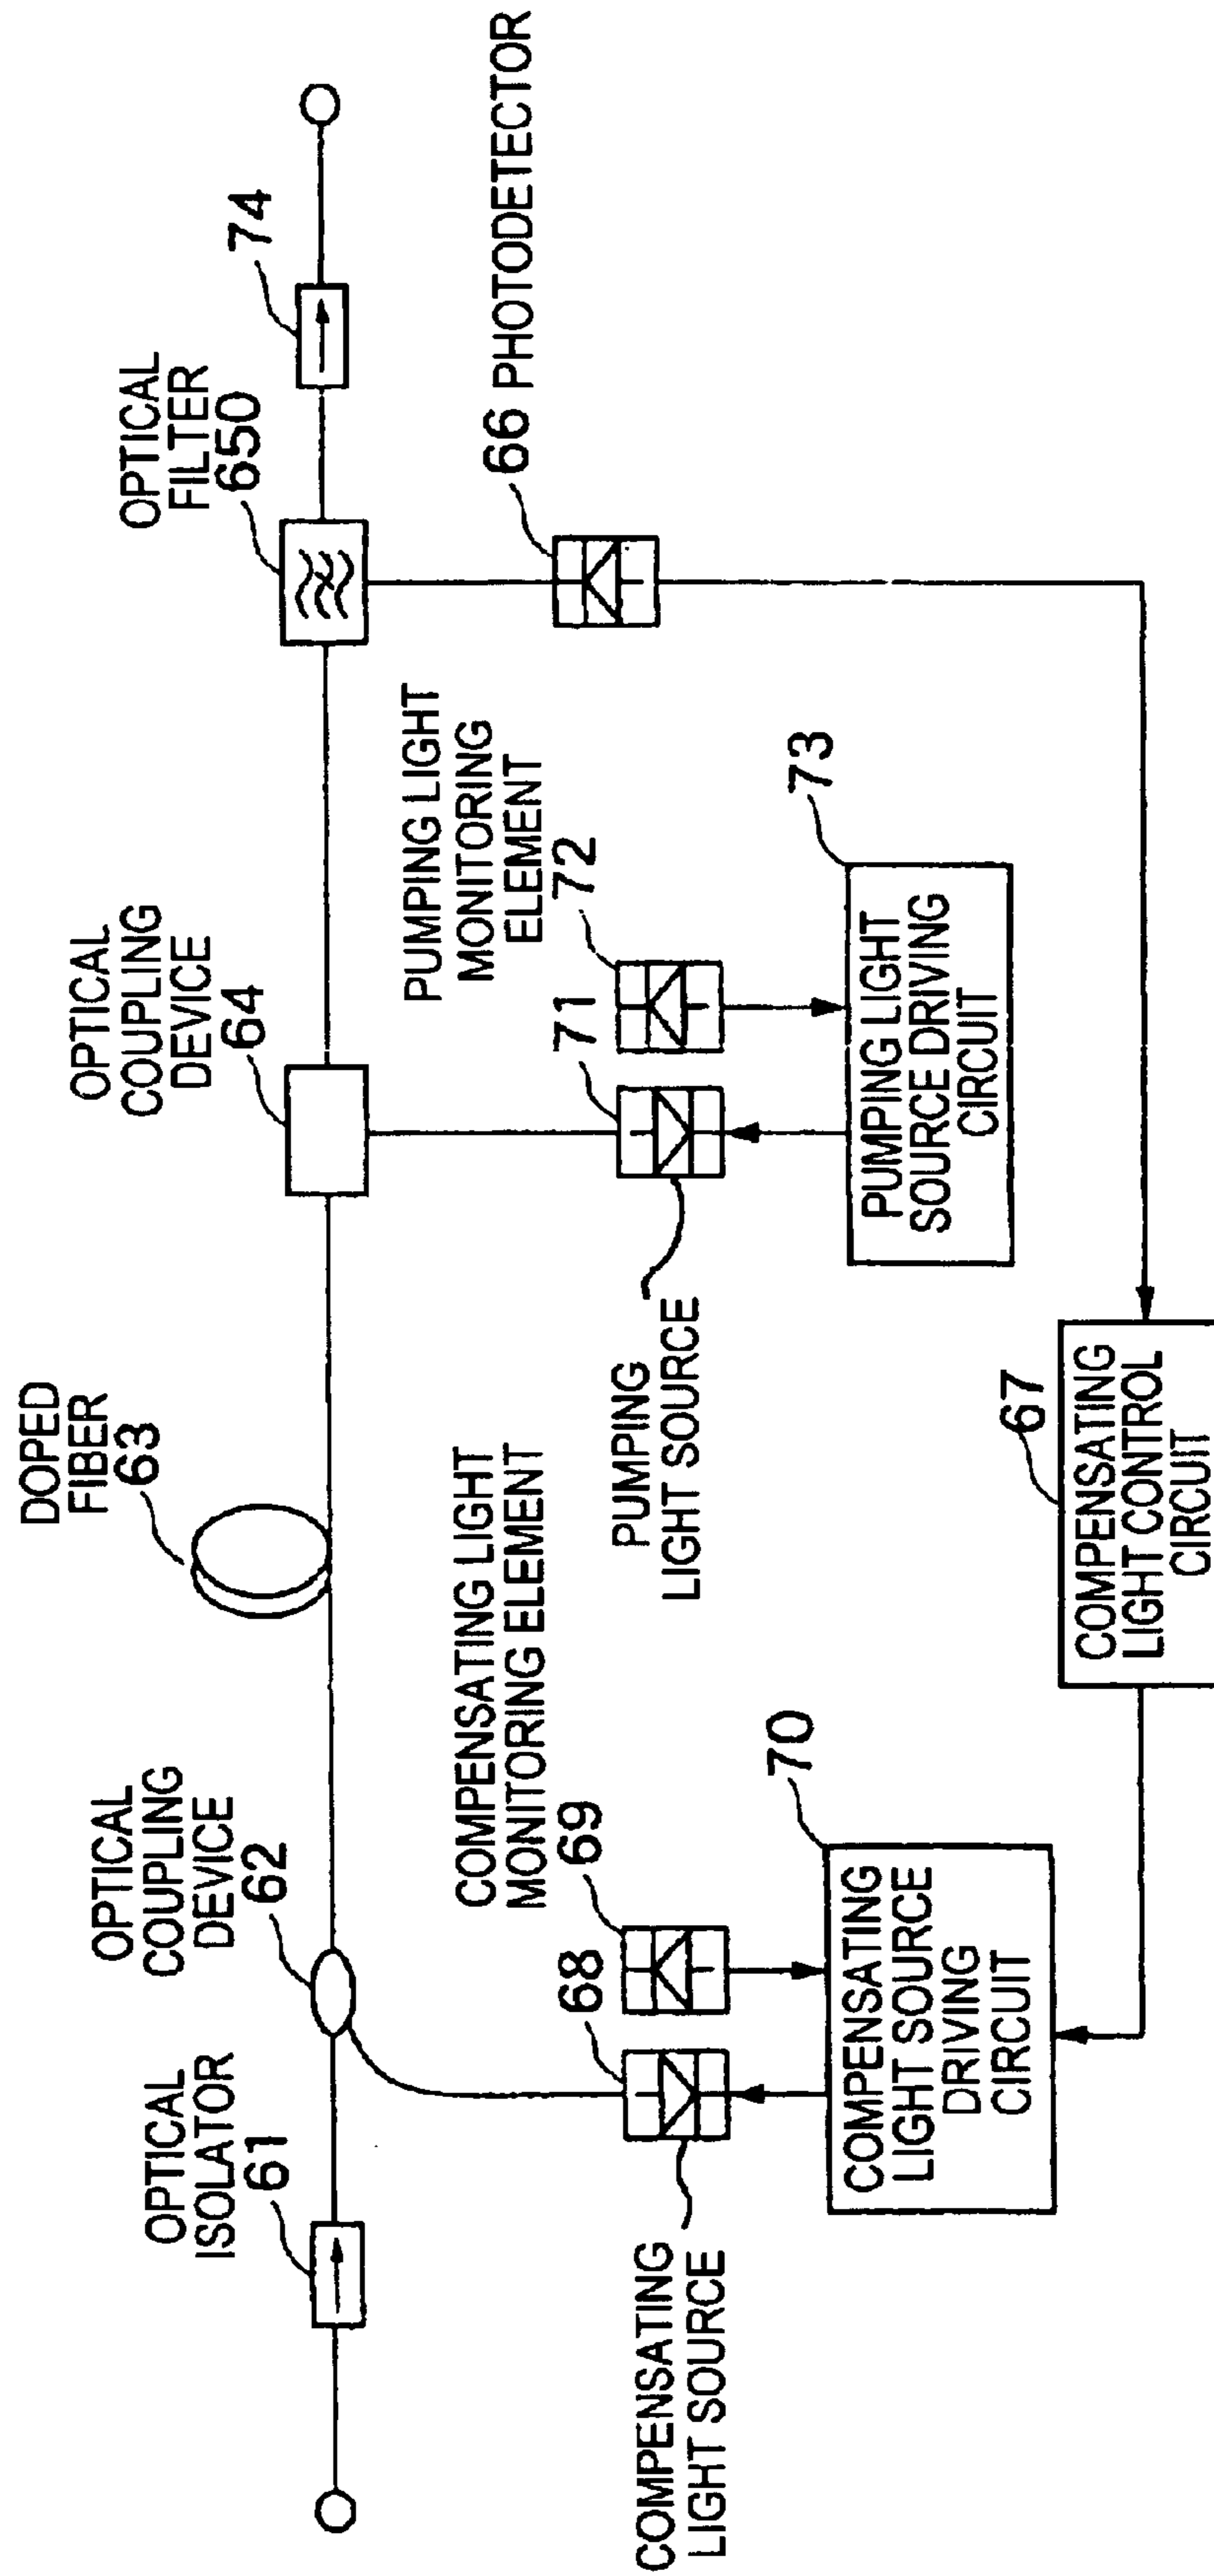 OPTICAL
ISOLATOR
61
OPTICAL
COUPLING
DEVICE
62
DOPED
FIBER
63
OPTICAL
COUPLING
DEVICE
64
OPTICAL
FILTER
650
74
COMPENSATING
LIGHT SOURCE
68
COMPENSATING LIGHT
MONITORING ELEMENT
69
PUMPING
LIGHT SOURCE
71
PUMPING LIGHT
MONITORING
ELEMENT
72
66 PHOTODETECTOR
70
COMPENSATING
LIGHT SOURCE
DRIVING
CIRCUIT
73
PUMPING LIGHT
SOURCE DRIVING
CIRCUIT
67
COMPENSATING
LIGHT CONTROL
CIRCUIT